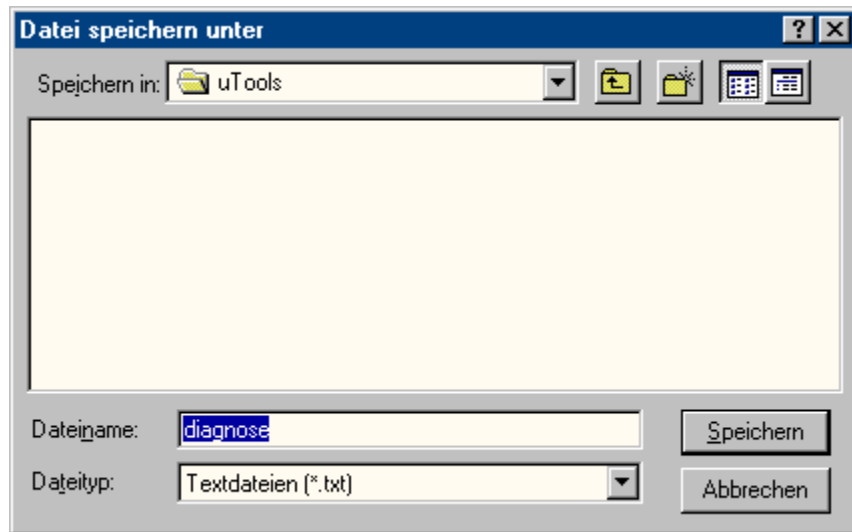 Datei speichern unter
Speichern in: uTools
Dateiname: diagnose
Speichern
Dateityp: Textdateien (*.txt)
Abbrechen